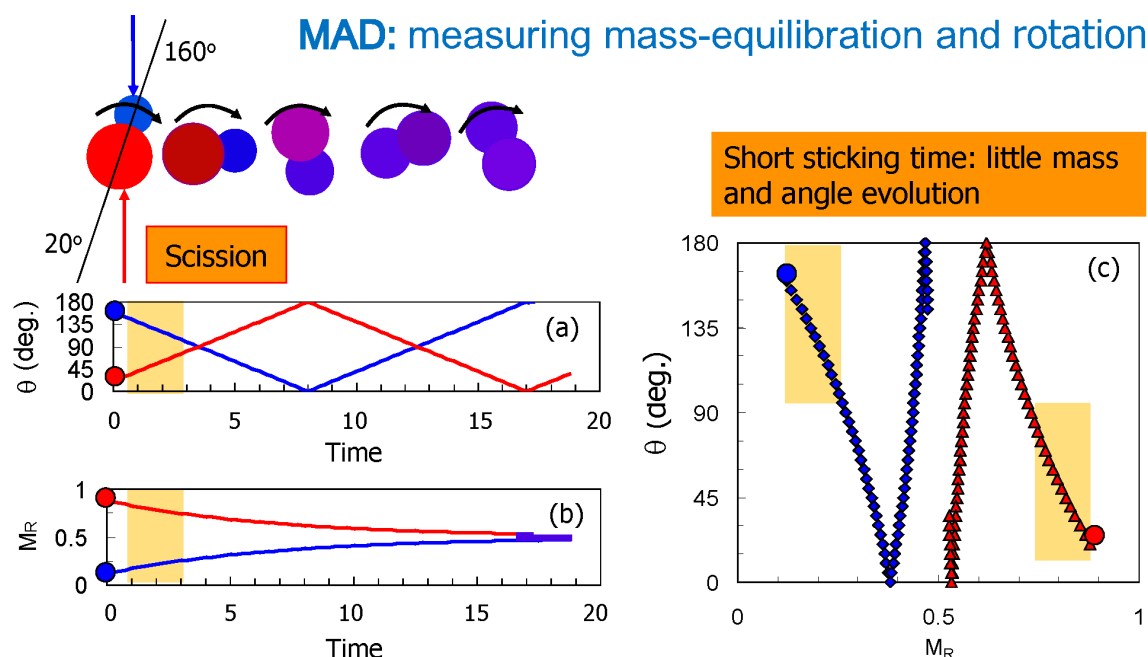 MAD: measuring mass-equilibration and rotation
160º
20º
Scission
Short sticking time: little mass
and angle evolution
180
135
90
45
0
θ (deg.)
(a)
0
5
10
15
20
Time
1
0.5
0
MR
(b)
0
5
10
15
20
Time
180
135
90
45
0
θ (deg.)
(c)
0
0.5
1
MR